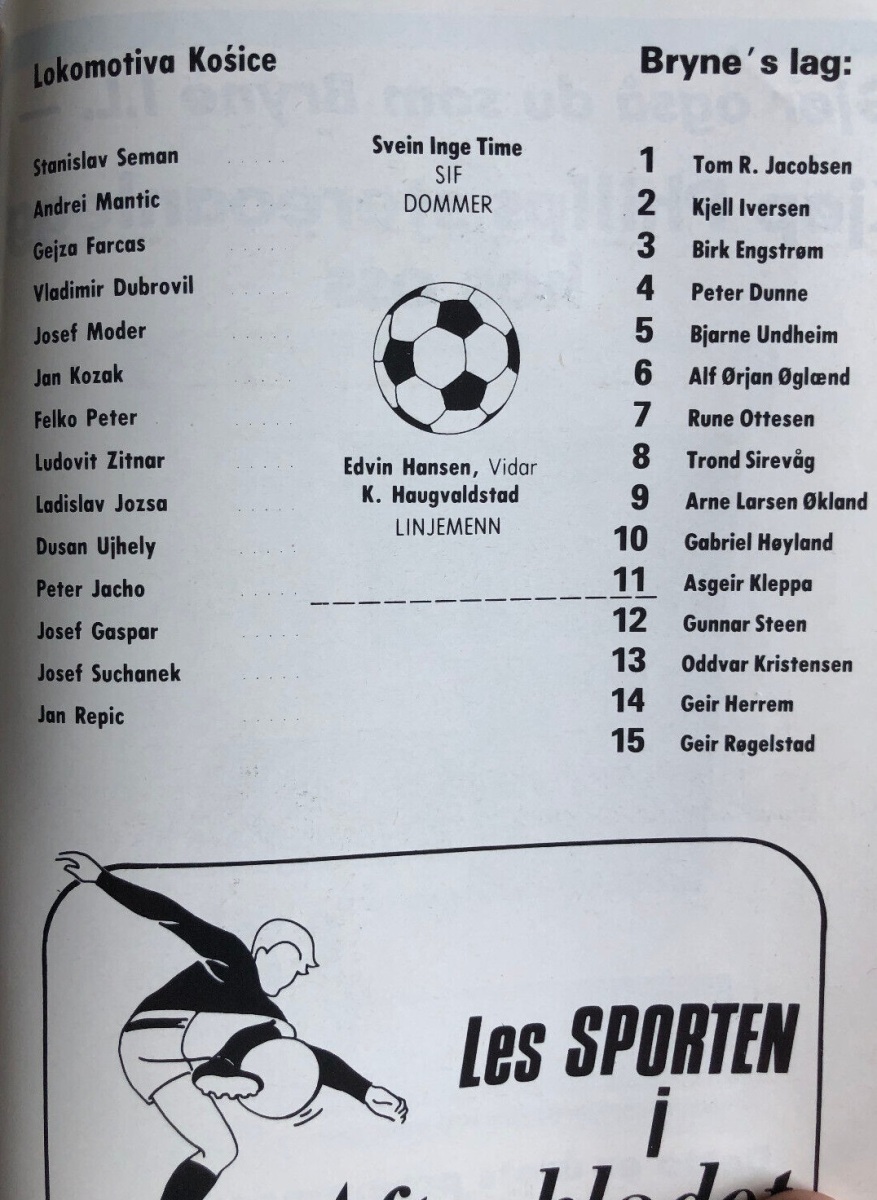 Lokomotiva Kośice
Stanislav Seman
Andrei Mantic
Gejza Farcas
Vladimir Dubrovil
Josef Moder
Jan Kozak
Felko Peter
Ludovit Zitnar
Ladislav Jozsa
Dusan Ujhely
Peter Jacho
Josef Gaspar
Josef Suchanek
Jan Repic
Svein Inge Time
SIF
DOMMER
Edvin Hansen, Vidar
K. Haugvaldstad
LINJEMENN
Bryne´s lag:
1 Tom R. Jacobsen
2 Kjell Iversen
3 Birk Engstrøm
4 Peter Dunne
5 Bjarne Undheim
6 Alf Ørjan Øglænd
7 Rune Ottesen
8 Trond Sirevåg
9 Arne Larsen Økland
10 Gabriel Høyland
11 Asgeir Kleppa
12 Gunnar Steen
13 Oddvar Kristensen
14 Geir Herrem
15 Geir Røgelstad
Les SPORTEN
i